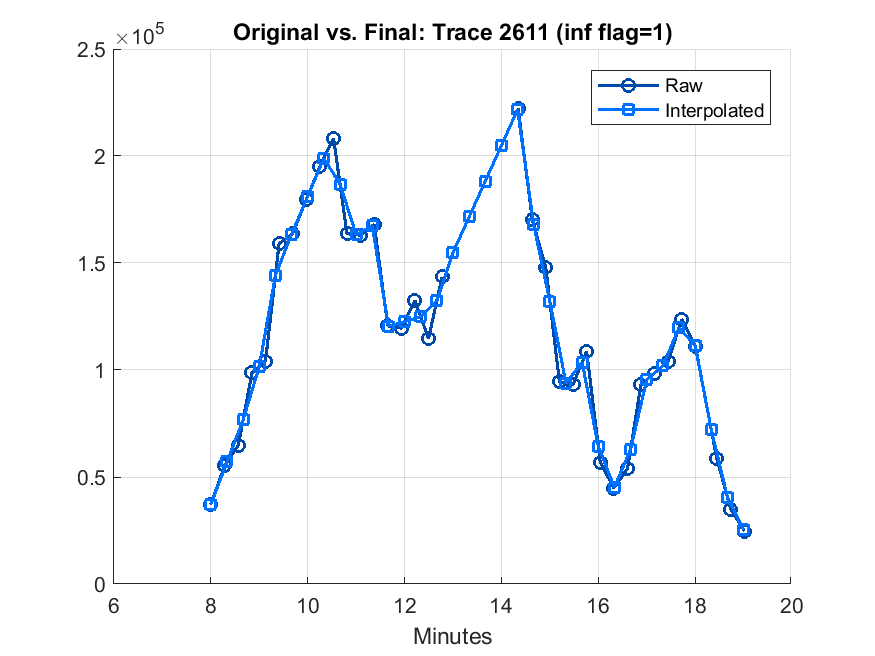 Original vs. Final: Trace 2611 (inf flag=1)
×10⁵
2.5
2
1.5
1
0.5
0
6 8 10 12 14 16 18 20
Minutes
Raw
Interpolated